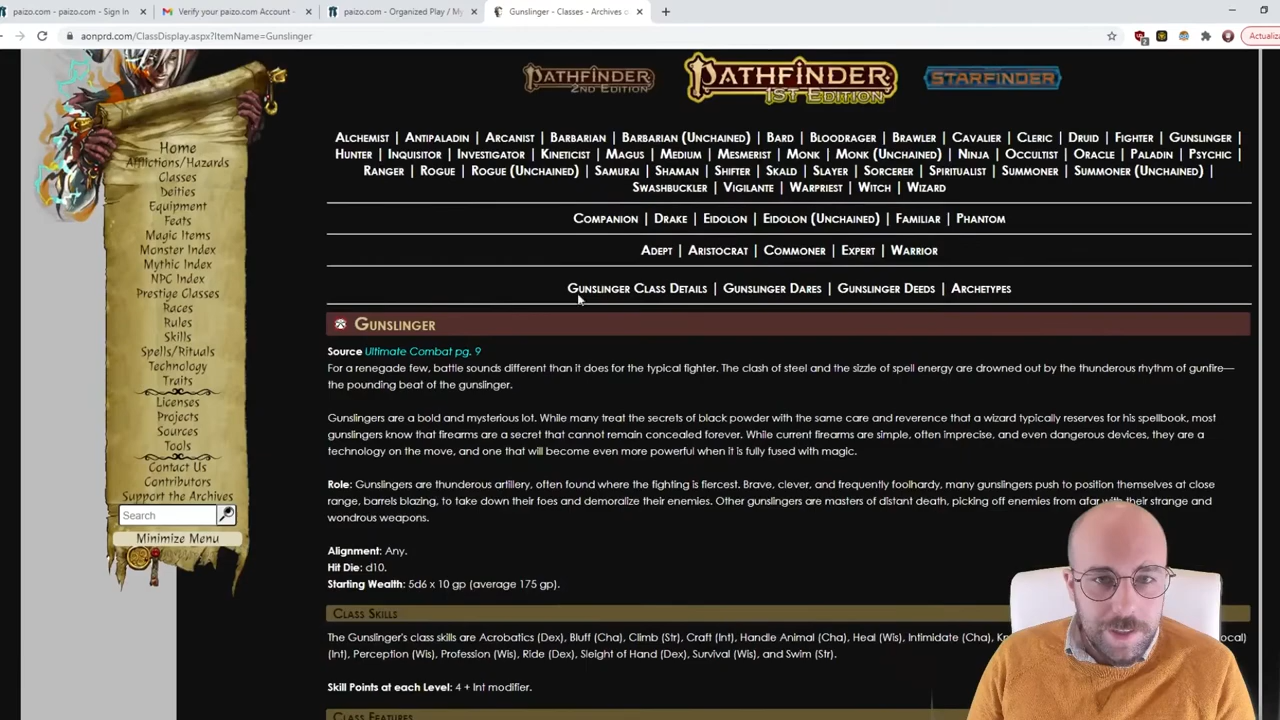 paizo.com - paizo.com - Sign In
Verify your paizo.com Account -
paizo.com - Organized Play / My
Gunslinger - Classes - Archives o
aonprd.com/ClassDisplay.aspx?ItemName=Gunslinger
2
Actualiza
PATHFINDER
2ND EDITION
PATHFINDER
1ST EDITION
STARFINDER
Alchemist | Antipaladin | Arcanist | Barbarian | Barbarian (Unchained) | Bard | Bloodrager | Brawler | Cavalier | Cleric | Druid | Fighter | Gunslinger |
Hunter | Inquisitor | Investigator | Kineticist | Magus | Medium | Mesmerist | Monk | Monk (Unchained) | Ninja | Occultist | Oracle | Paladin | Psychic |
Ranger | Rogue | Rogue (Unchained) | Samurai | Shaman | Shifter | Skald | Slayer | Sorcerer | Spiritualist | Summoner | Summoner (Unchained) |
Swashbuckler | Vigilante | Warpriest | Witch | Wizard
Companion | Drake | Eidolon | Eidolon (Unchained) | Familiar | Phantom
Adept | Aristocrat | Commoner | Expert | Warrior
Gunslinger Class Details | Gunslinger Dares | Gunslinger Deeds | Archetypes
Home
Afflictions/Hazards
Classes
Deities
Equipment
Feats
Magic Items
Monster Index
Mythic Index
NPC Index
Prestige Classes
Races
Rules
Skills
Spells/Rituals
Technology
Traits
Licenses
Projects
Sources
Tools
Contact Us
Contributors
Support the Archives
Search
Minimize Menu
Gunslinger
Source Ultimate Combat pg. 9
For a renegade few, battle sounds different than it does for the typical fighter. The clash of steel and the sizzle of spell energy are drowned out by the thunderous rhythm of gunfire—
the pounding beat of the gunslinger.
Gunslingers are a bold and mysterious lot. While many treat the secrets of black powder with the same care and reverence that a wizard typically reserves for his spellbook, most
gunslingers know that firearms are a secret that cannot remain concealed forever. While current firearms are simple, often imprecise, and even dangerous devices, they are a
technology on the move, and one that will become even more powerful when it is fully fused with magic.
Role: Gunslingers are thunderous artillery, often found where the fighting is fiercest. Brave, clever, and frequently foolhardy, many gunslingers push to position themselves at close
range, barrels blazing, to take down their foes and demoralize their enemies. Other gunslingers are masters of distant death, picking off enemies from afar with their strange and
wondrous weapons.
Alignment: Any.
Hit Die: d10.
Starting Wealth: 5d6 x 10 gp (average 175 gp).
Class Skills
The Gunslinger's class skills are Acrobatics (Dex), Bluff (Cha), Climb (Str), Craft (Int), Handle Animal (Cha), Heal (Wis), Intimidate (Cha), Kn ocal)
(Int), Perception (Wis), Profession (Wis), Ride (Dex), Sleight of Hand (Dex), Survival (Wis), and Swim (Str).
Skill Points at each Level: 4 + Int modifier.
Class Features